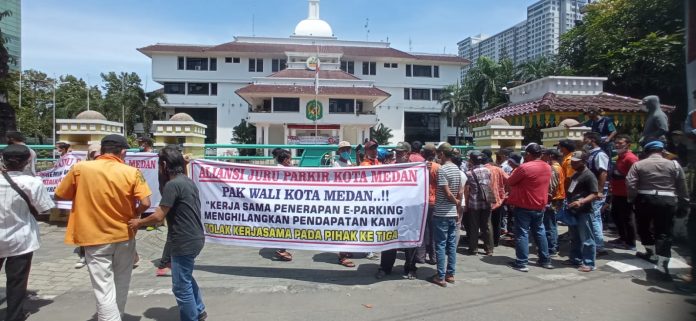 ALIANSI JURU PARKIR KOTA MEDAN
PAK WALI KOTA MEDAN..!!
"KERJA SAMA PENERAPAN E-PARKING
MENGHILANGKAN PENDAPATAN KAMI"
TOLAK KERJASAMA PADA PIHAK KE TIGA